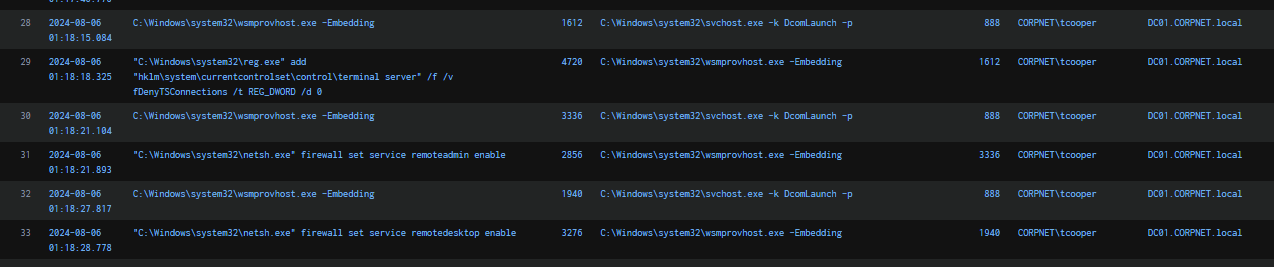 28 2024-08-06 C:\Windows\system32\wsmprovhost.exe -Embedding 1612 C:\Windows\system32\svchost.exe -k DcomLaunch -p 888 CORPNET\tcooper DC01.CORPNET.local
01:18:15.084
29 2024-08-06 "C:\Windows\system32\reg.exe" add 4720 C:\Windows\system32\wsmprovhost.exe -Embedding 1612 CORPNET\tcooper DC01.CORPNET.local
01:18:18.325 "hklm\system\currentcontrolset\control\terminal server" /f /v
fDenyTSConnections /t REG_DWORD /d 0
30 2024-08-06 C:\Windows\system32\wsmprovhost.exe -Embedding 3336 C:\Windows\system32\svchost.exe -k DcomLaunch -p 888 CORPNET\tcooper DC01.CORPNET.local
01:18:21.104
31 2024-08-06 "C:\Windows\system32\netsh.exe" firewall set service remoteadmin enable 2856 C:\Windows\system32\wsmprovhost.exe -Embedding 3336 CORPNET\tcooper DC01.CORPNET.local
01:18:21.893
32 2024-08-06 C:\Windows\system32\wsmprovhost.exe -Embedding 1940 C:\Windows\system32\svchost.exe -k DcomLaunch -p 888 CORPNET\tcooper DC01.CORPNET.local
01:18:27.817
33 2024-08-06 "C:\Windows\system32\netsh.exe" firewall set service remotedesktop enable 3276 C:\Windows\system32\wsmprovhost.exe -Embedding 1940 CORPNET\tcooper DC01.CORPNET.local
01:18:28.778